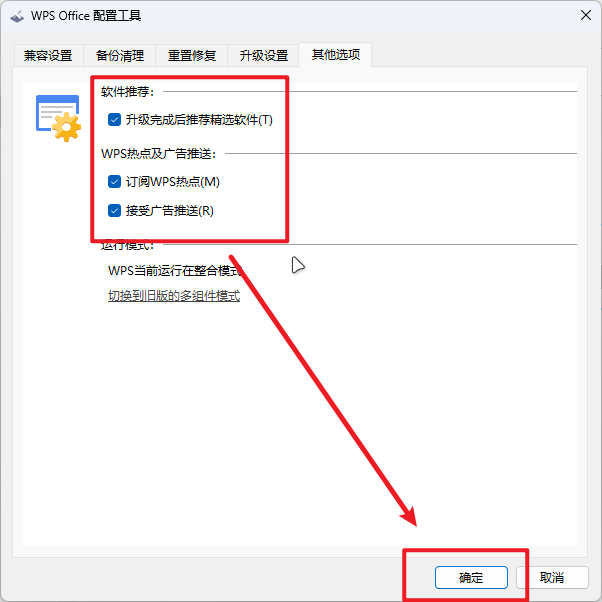 WPS Office 配置工具
兼容设置 备份清理 重置修复 升级设置 其他选项
软件推荐：
升级完成后推荐精选软件(T)
WPS热点及广告推送：
订阅WPS热点(M)
接受广告推送(R)
运行模式：
WPS当前运行在整合模式
切换到旧版的多组件模式
确定 取消